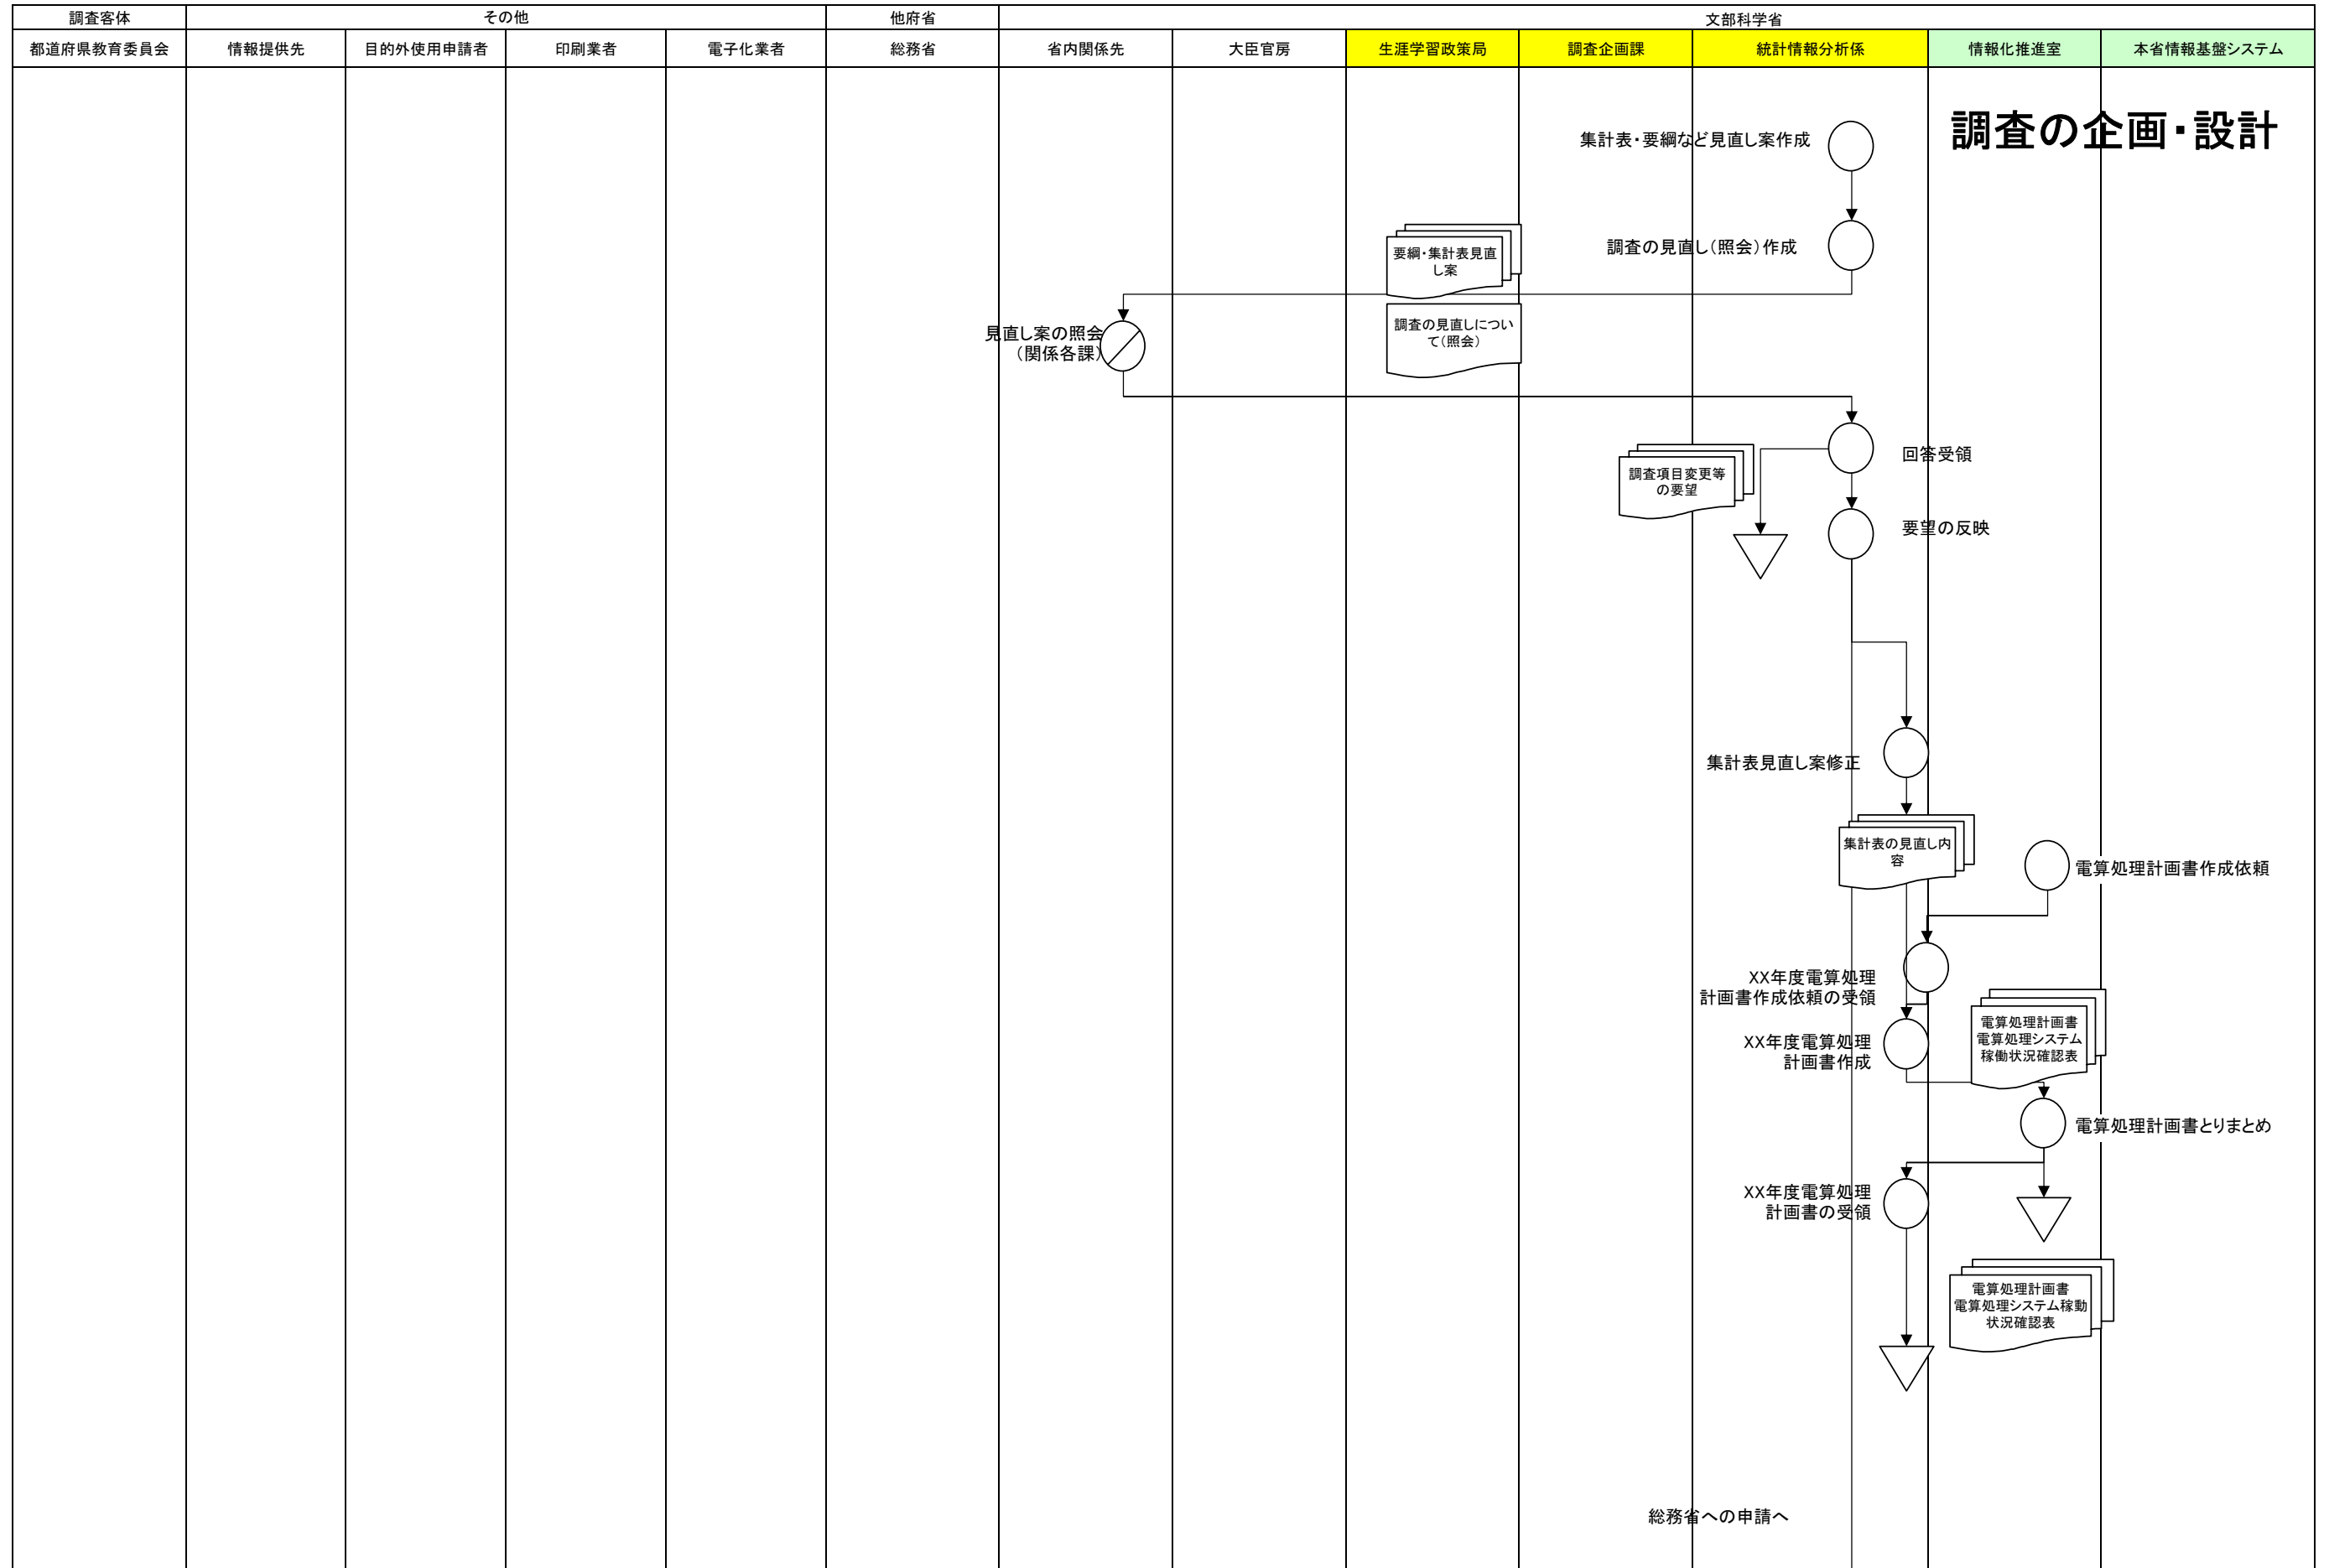 調査客体
その他
他府省
文部科学省
都道府県教育委員会
情報提供先
目的外使用申請者
印刷業者
電子化業者
総務省
省内関係先
大臣官房
生涯学習政策局
調査企画課
統計情報分析係
情報化推進室
本省情報基盤システム
調査の企画・設計
集計表・要綱など見直し案作成
調査の見直し（照会）作成
要綱・集計表見直
し案
調査の見直しについ
て（照会）
見直し案の照会
（関係各課）
回答受領
調査項目変更等
の要望
要望の反映
集計表見直し案修正
集計表の見直し内
容
電算処理計画書作成依頼
XX年度電算処理
計画書作成依頼の受領
電算処理計画書
電算処理システム
稼働状況確認表
XX年度電算処理
計画書作成
電算処理計画書とりまとめ
XX年度電算処理
計画書の受領
電算処理計画書
電算処理システム稼動
状況確認表
総務省への申請へ